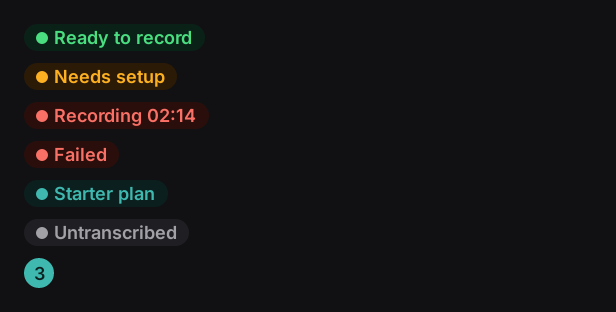 Ready to record
Needs setup
Recording 02:14
Failed
Starter plan
Untranscribed
3